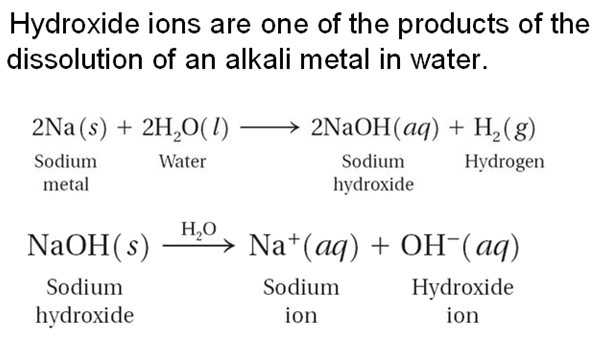 Hydroxide ions are one of the products of the
dissolution of an alkali metal in water.
2Na(s) + 2H₂O(l) ⟶ 2NaOH(aq) + H₂(g)
Sodium metal Water Sodium hydroxide Hydrogen
NaOH(s) —H₂O→ Na⁺(aq) + OH⁻(aq)
Sodium hydroxide Sodium ion Hydroxide ion